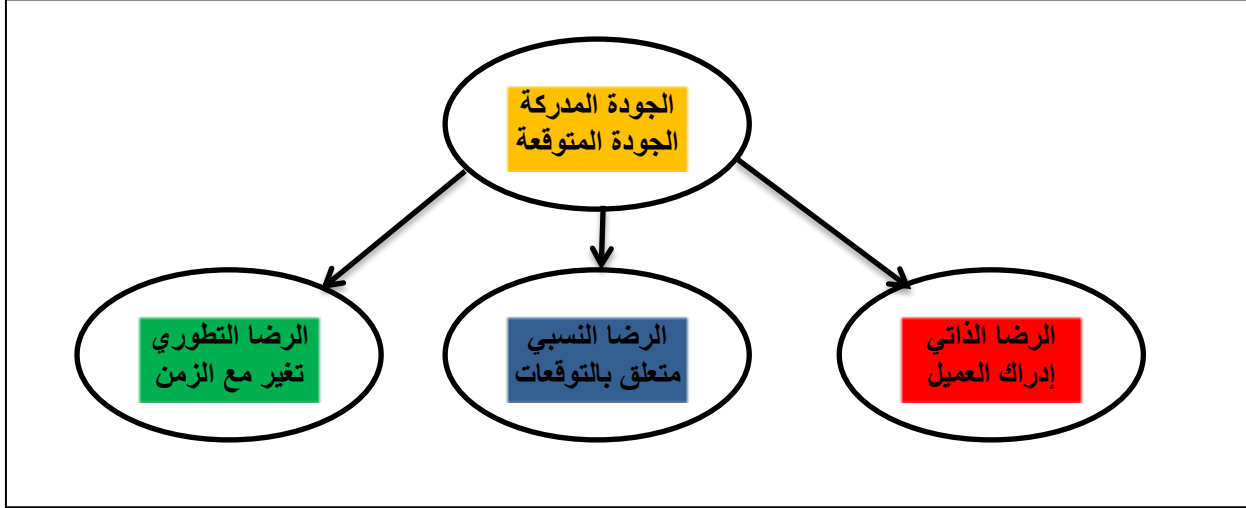 الجودة المدركة
الجودة المتوقعة
الرضا الذاتي
إدراك العميل
الرضا النسبي
متعلق بالتوقعات
الرضا التطوري
تغير مع الزمن